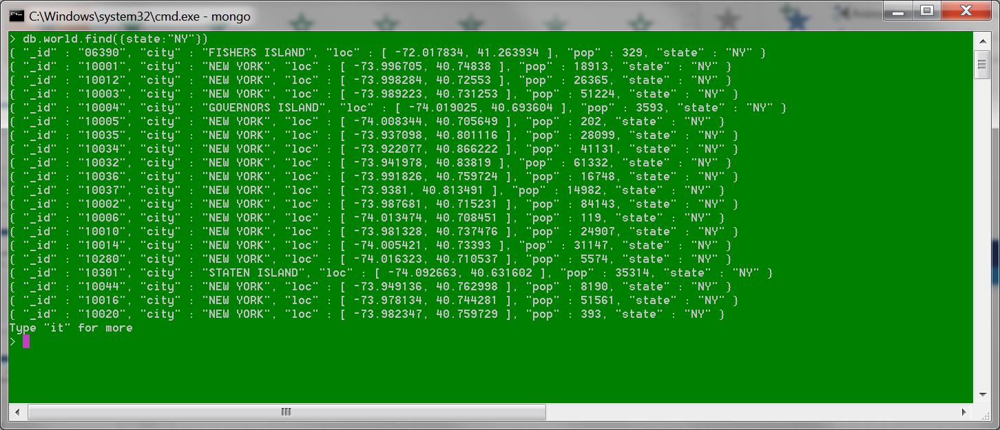 C:\Windows\system32\cmd.exe - mongo
> db.world.find({state:"NY"})
{ "_id" : "06390", "city" : "FISHERS ISLAND", "loc" : [ -72.017834, 41.263934 ], "pop" : 329, "state" : "NY" }
{ "_id" : "10001", "city" : "NEW YORK", "loc" : [ -73.996705, 40.74838 ], "pop" : 18913, "state" : "NY" }
{ "_id" : "10012", "city" : "NEW YORK", "loc" : [ -73.998284, 40.72553 ], "pop" : 26365, "state" : "NY" }
{ "_id" : "10003", "city" : "NEW YORK", "loc" : [ -73.989223, 40.731253 ], "pop" : 51224, "state" : "NY" }
{ "_id" : "10004", "city" : "GOVERNORS ISLAND", "loc" : [ -74.019025, 40.693604 ], "pop" : 3593, "state" : "NY" }
{ "_id" : "10005", "city" : "NEW YORK", "loc" : [ -74.008344, 40.705649 ], "pop" : 202, "state" : "NY" }
{ "_id" : "10035", "city" : "NEW YORK", "loc" : [ -73.937098, 40.801116 ], "pop" : 28099, "state" : "NY" }
{ "_id" : "10034", "city" : "NEW YORK", "loc" : [ -73.922077, 40.866222 ], "pop" : 41131, "state" : "NY" }
{ "_id" : "10032", "city" : "NEW YORK", "loc" : [ -73.941978, 40.83819 ], "pop" : 61332, "state" : "NY" }
{ "_id" : "10036", "city" : "NEW YORK", "loc" : [ -73.991826, 40.759724 ], "pop" : 16748, "state" : "NY" }
{ "_id" : "10037", "city" : "NEW YORK", "loc" : [ -73.9381, 40.813491 ], "pop" : 14982, "state" : "NY" }
{ "_id" : "10002", "city" : "NEW YORK", "loc" : [ -73.987681, 40.715231 ], "pop" : 84143, "state" : "NY" }
{ "_id" : "10006", "city" : "NEW YORK", "loc" : [ -74.013474, 40.708451 ], "pop" : 119, "state" : "NY" }
{ "_id" : "10010", "city" : "NEW YORK", "loc" : [ -73.981328, 40.737476 ], "pop" : 24907, "state" : "NY" }
{ "_id" : "10014", "city" : "NEW YORK", "loc" : [ -74.005421, 40.73393 ], "pop" : 31147, "state" : "NY" }
{ "_id" : "10280", "city" : "NEW YORK", "loc" : [ -74.016323, 40.710537 ], "pop" : 5574, "state" : "NY" }
{ "_id" : "10301", "city" : "STATEN ISLAND", "loc" : [ -74.092663, 40.631602 ], "pop" : 35314, "state" : "NY" }
{ "_id" : "10044", "city" : "NEW YORK", "loc" : [ -73.949136, 40.762998 ], "pop" : 8190, "state" : "NY" }
{ "_id" : "10016", "city" : "NEW YORK", "loc" : [ -73.978134, 40.744281 ], "pop" : 51561, "state" : "NY" }
{ "_id" : "10020", "city" : "NEW YORK", "loc" : [ -73.982347, 40.759729 ], "pop" : 393, "state" : "NY" }
Type "it" for more
>